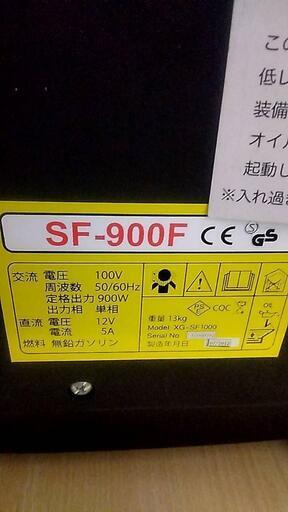 この
低レ
装備
オイル
起動し
※入れ過ぎ
SF-900F CE GS
交流 電圧 100V
周波数 50/60Hz
定格出力 900W
出力相 単相
直流 電圧 12V
電流 5A
燃料 無鉛ガソリン
CQC
重量 13kg
Model XG-SF1000
Serial No
製造年月日